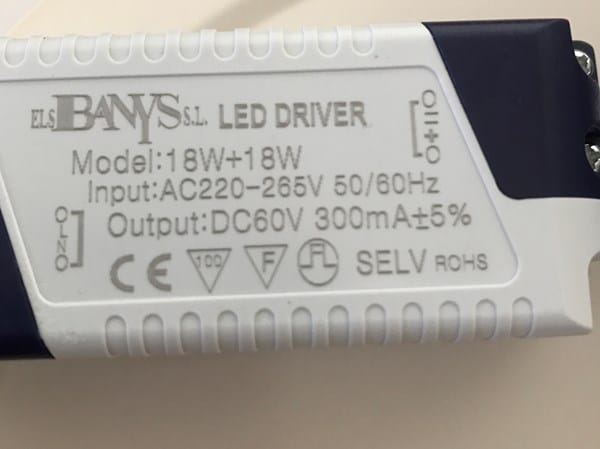 ELS BANYS S.L. LED DRIVER
Model:18W+18W
Input:AC220-265V 50/60Hz
Output:DC60V 300mA±5%
L N
- +
CE 100 F SELV ROHS